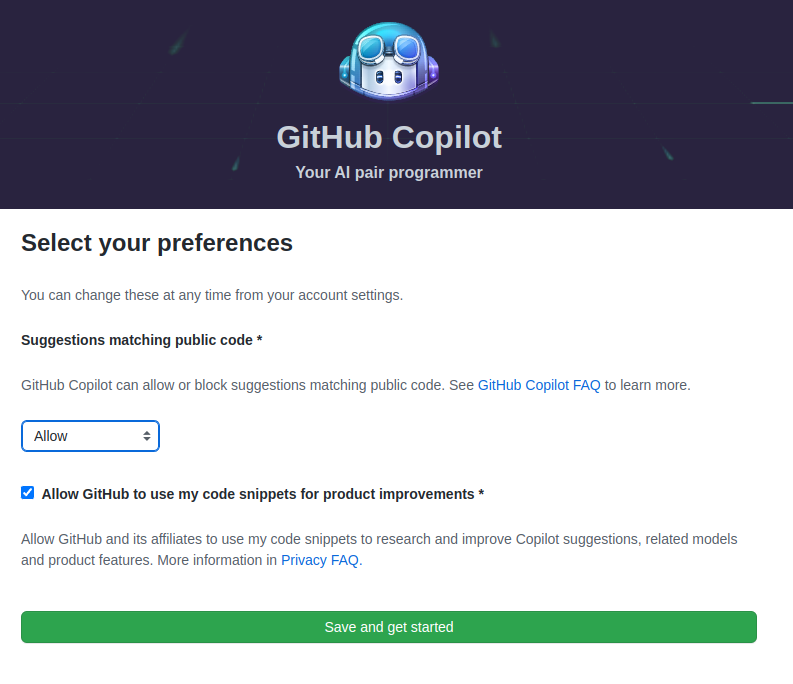 GitHub Copilot
Your AI pair programmer
Select your preferences
You can change these at any time from your account settings.
Suggestions matching public code *
GitHub Copilot can allow or block suggestions matching public code. See GitHub Copilot FAQ to learn more.
Allow
Allow GitHub to use my code snippets for product improvements *
Allow GitHub and its affiliates to use my code snippets to research and improve Copilot suggestions, related models
and product features. More information in Privacy FAQ.
Save and get started